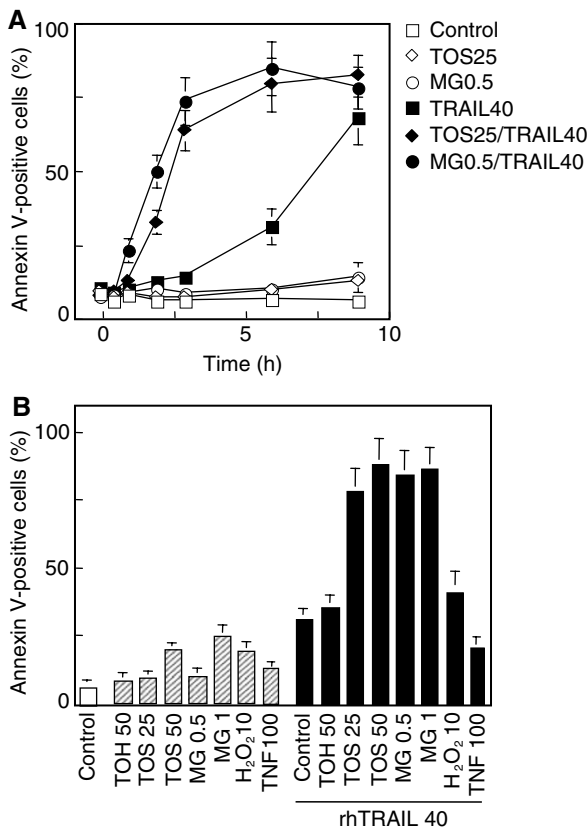 A
Annexin V-positive cells (%)
100
50
0
0
5
10
Time (h)
Control
TOS25
MG0.5
TRAIL40
TOS25/TRAIL40
MG0.5/TRAIL40
B
Annexin V-positive cells (%)
100
50
0
Control
TOH 50
TOS 25
TOS 50
MG 0.5
MG 1
H₂O₂ 10
TNF 100
Control
TOH 50
TOS 25
TOS 50
MG 0.5
MG 1
H₂O₂ 10
TNF 100
rhTRAIL 40